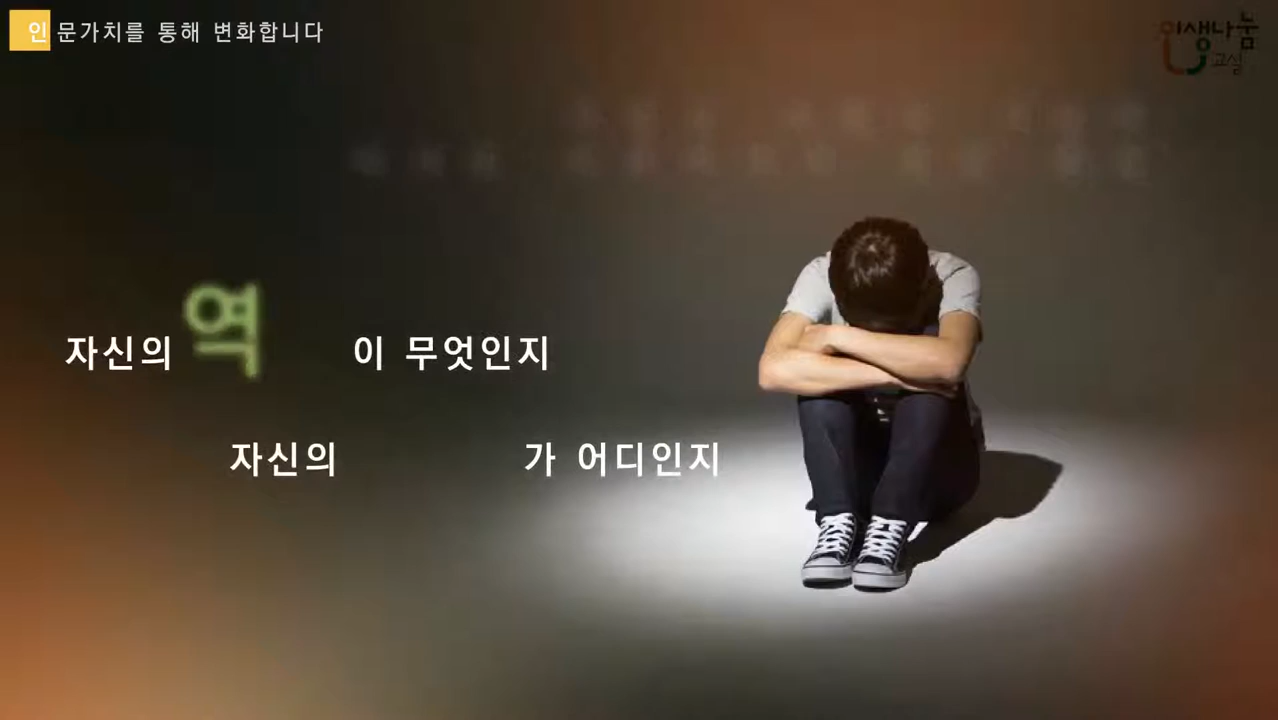 인문가치를 통해 변화합니다
인생나눔
교실
자신의 역 이 무엇인지
자신의 가 어디인지